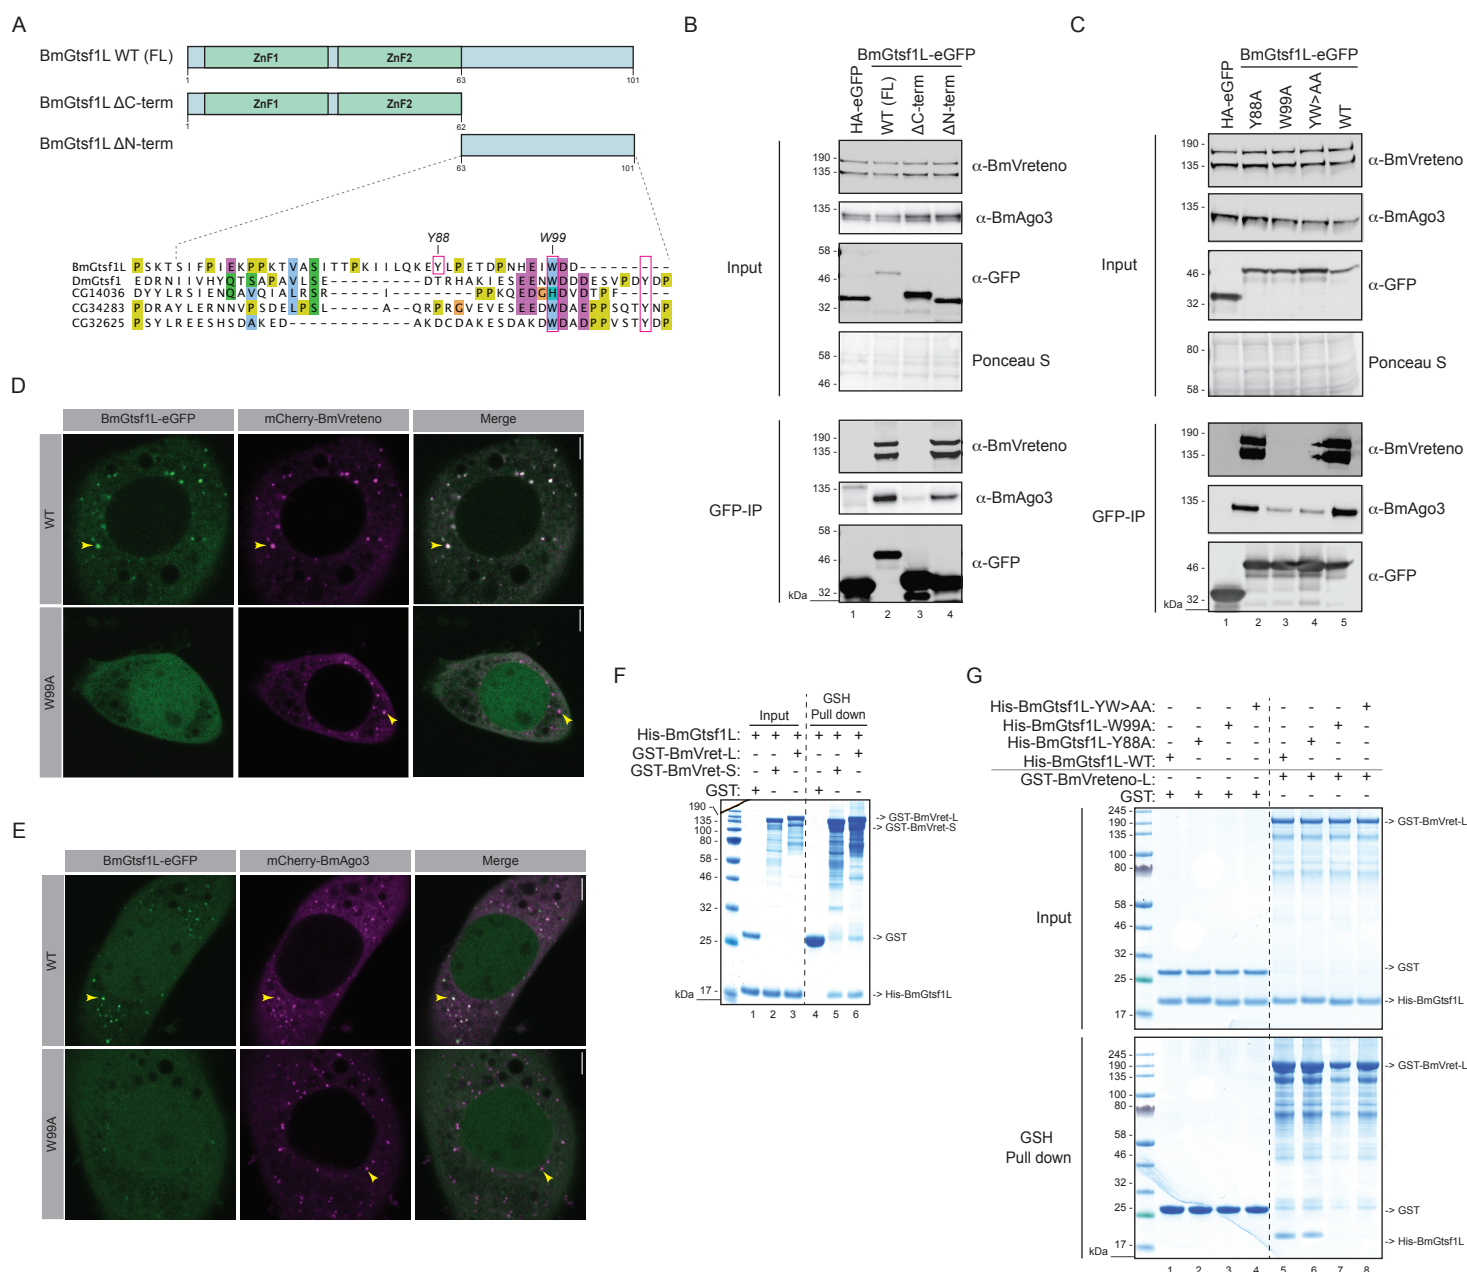 A
BmGtsf1L WT (FL)
ZnF1
ZnF2
1
63
101
BmGtsf1L ΔC-term
ZnF1
ZnF2
1
62
BmGtsf1L ΔN-term
63
101
Y88
W99
BmGtsf1L PSKTSIFPIEKPPKTVASITTPKIILQKEYLPETDPNHEIWDD-------
CG14036
CG34283
CG32625
B
BmGtsf1L-eGFP
HA-eGFP
WT (FL)
ΔC-term
ΔN-term
Input
190 -
135 -
α-BmVreteno
135 -
α-BmAgo3
58 -
46 -
32 -
α-GFP
58 -
46 -
Ponceau S
GFP-IP
190 -
135 -
α-BmVreteno
135 -
α-BmAgo3
58 -
46 -
32 -
α-GFP
kDa
1 2 3 4
C
BmGtsf1L-eGFP
HA-eGFP
Y88A
W99A
YW>AA
WT
Input
190 -
135 -
α-BmVreteno
135 -
α-BmAgo3
58 -
46 -
32 -
α-GFP
80 -
58 -
Ponceau S
GFP-IP
190 -
135 -
α-BmVreteno
135 -
α-BmAgo3
46 -
32 -
α-GFP
kDa
1 2 3 4 5
D
BmGtsf1L-eGFP
mCherry-BmVreteno
Merge
WT
W99A
E
BmGtsf1L-eGFP
mCherry-BmAgo3
Merge
WT
W99A
F
Input
GSH
Pull down
His-BmGtsf1L: + + + + + +
GST-BmVret-L: - - + - - +
GST-BmVret-S: - + - - + -
GST: + - - + - -
190 -
135 -
100 -
80 -
58 -
46 -
32 -
25 -
17 -
kDa
-> GST-BmVret-L
-> GST-BmVret-S
-> GST
-> His-BmGtsf1L
1 2 3 4 5 6
G
His-BmGtsf1L-YW>AA: - - - + - - - +
His-BmGtsf1L-W99A: - - + - - - + -
His-BmGtsf1L-Y88A: - + - - - + - -
His-BmGtsf1L-WT: + - - - + - - -
GST-BmVreteno-L: - - - - + + + +
GST: + + + + - - - -
Input
245 -
190 -
135 -
100 -
80 -
58 -
46 -
32 -
25 -
17 -
-> GST-BmVret-L
-> GST
-> His-BmGtsf1L
GSH
Pull down
245 -
190 -
135 -
100 -
80 -
58 -
46 -
32 -
25 -
17 -
kDa
-> GST-BmVret-L
-> GST
-> His-BmGtsf1L
1 2 3 4 5 6 7 8